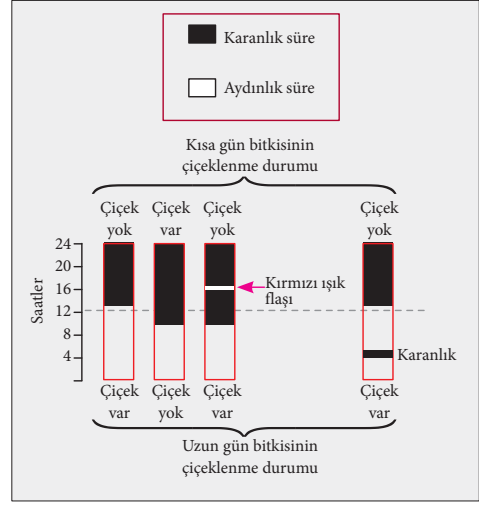 Karanlık süre
Aydınlık süre
Kısa gün bitkisinin
çiçeklenme durumu
Çiçek Çiçek Çiçek Çiçek
yok var yok yok
24
20
16
12
8
4
Saatler
Kırmızı ışık
flaşı
Karanlık
Çiçek Çiçek Çiçek Çiçek
var yok var var
Uzun gün bitkisinin
çiçeklenme durumu